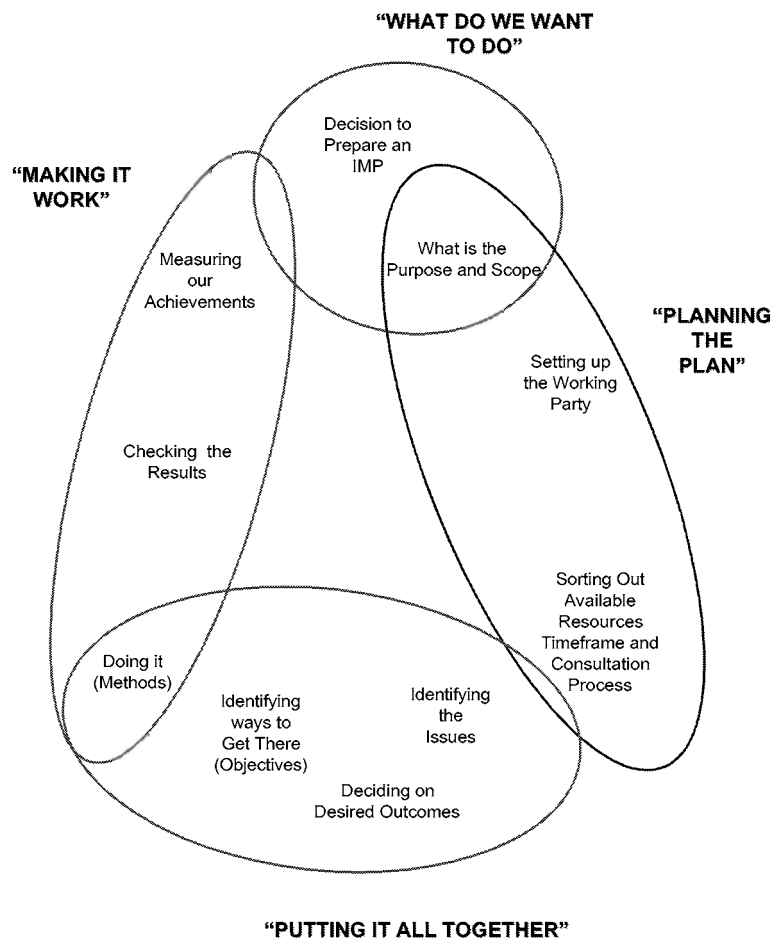 “WHAT DO WE WANT
TO DO”
Decision to
Prepare an
IMP
“MAKING IT
WORK”
What is the
Purpose and Scope
Measuring
our
Achievements
“PLANNING
THE
PLAN”
Setting up
the Working
Party
Checking the
Results
Sorting Out
Available
Resources
Timeframe and
Consultation
Process
Doing it
(Methods)
Identifying
ways to
Get There
(Objectives)
Identifying
the
Issues
Deciding on
Desired Outcomes
“PUTTING IT ALL TOGETHER”